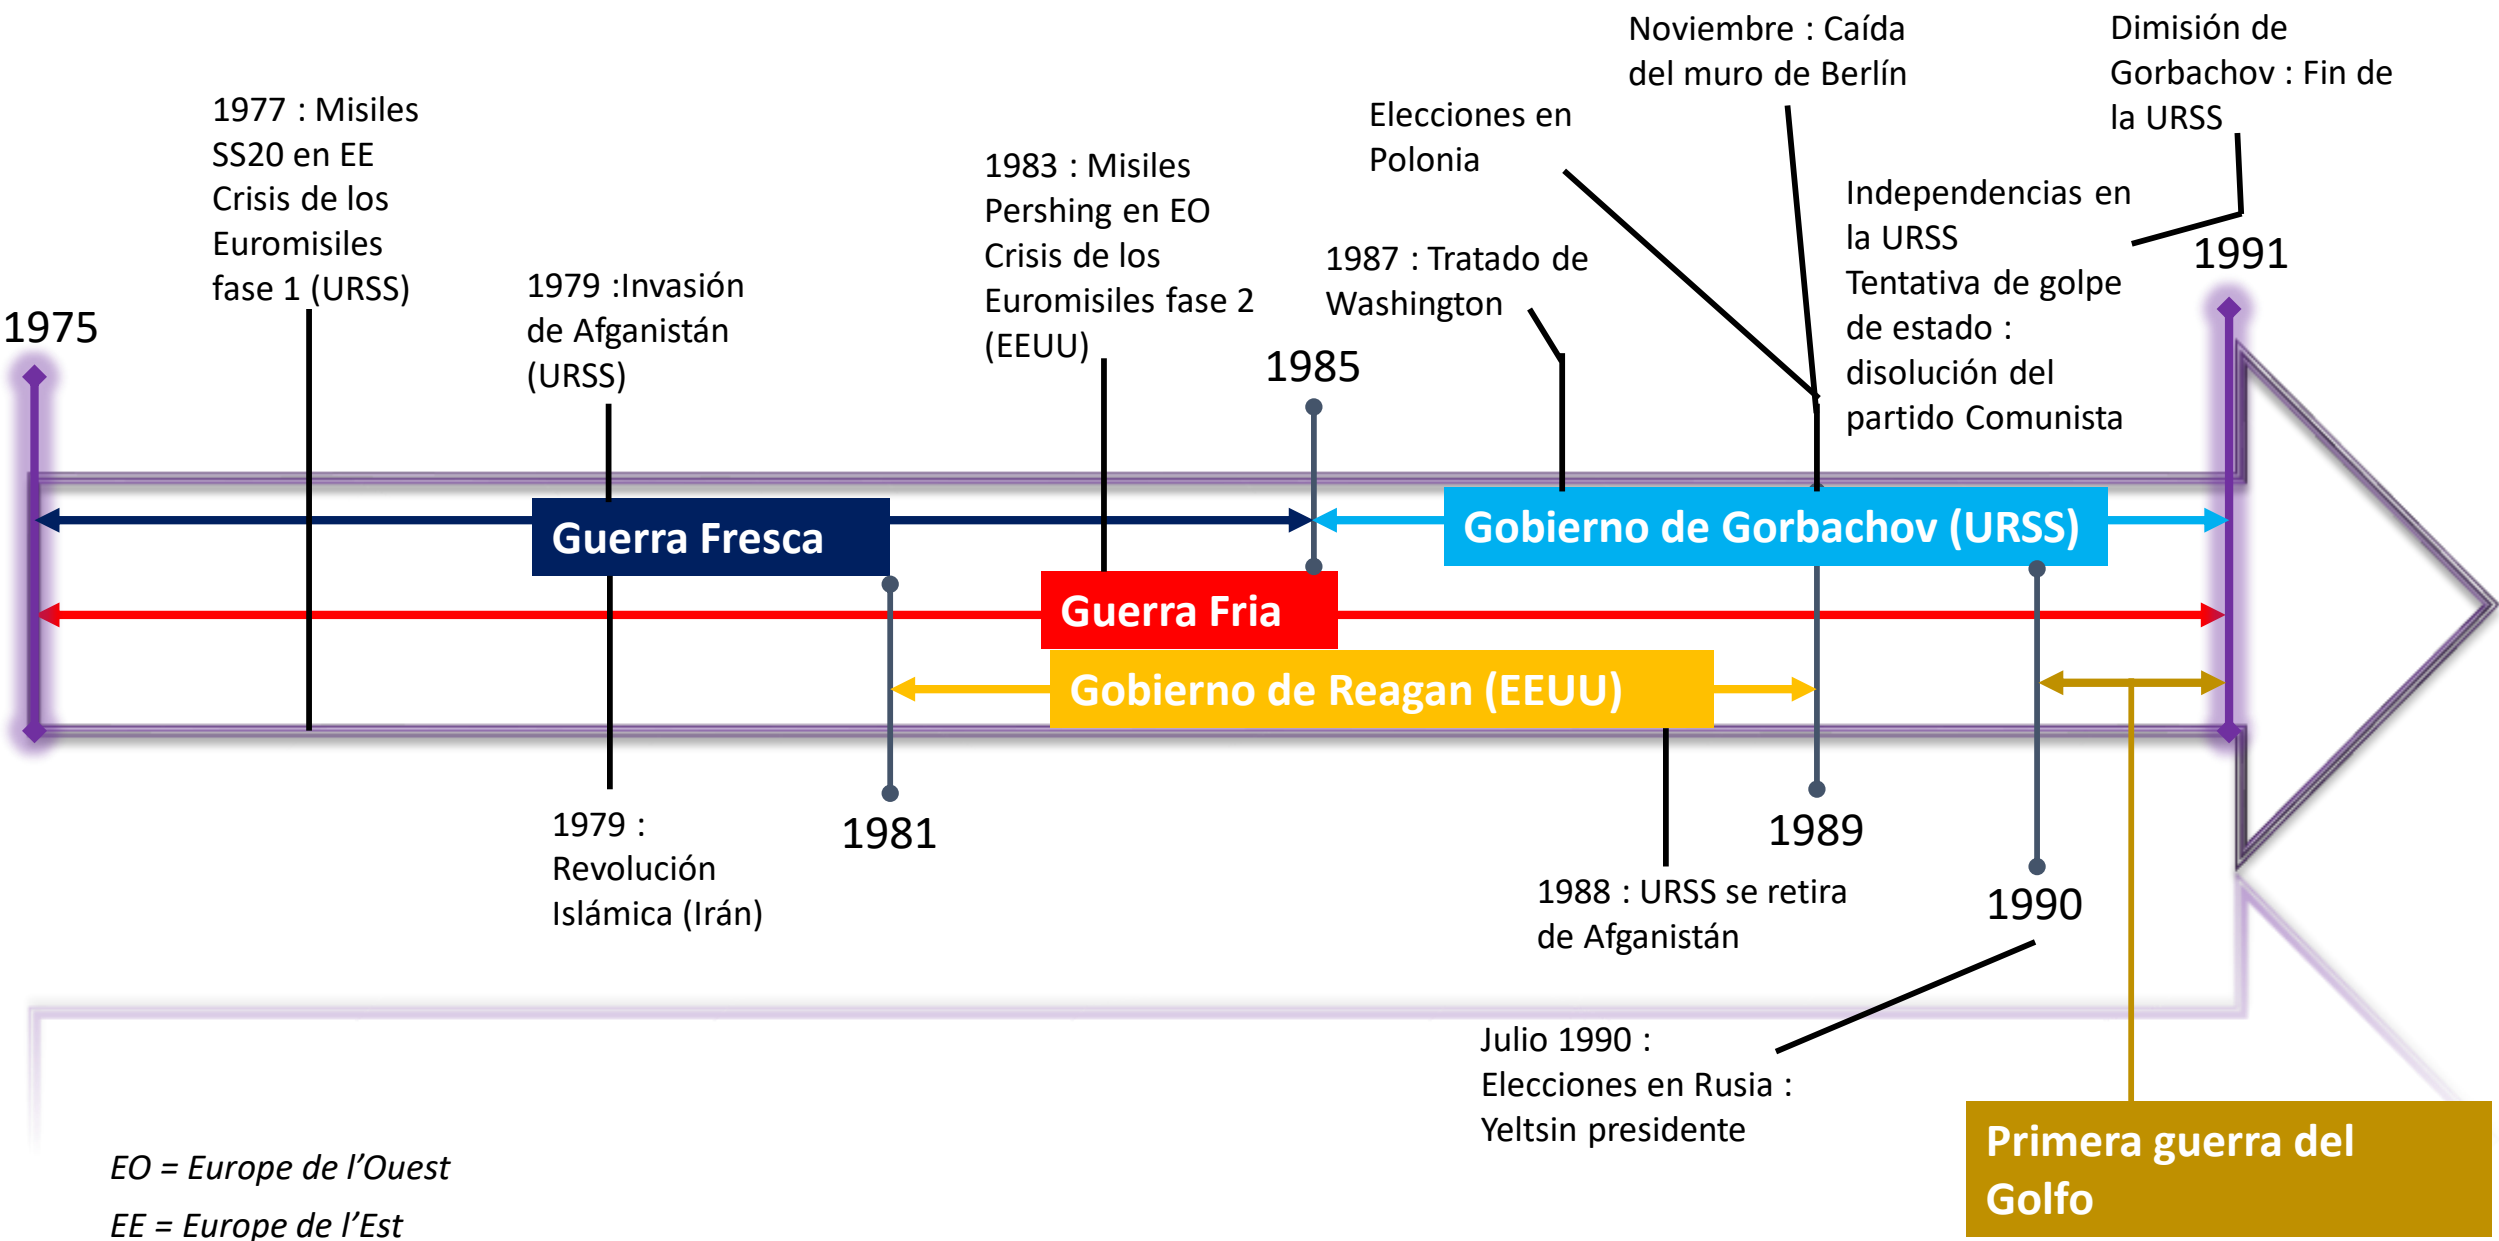 1975
1977 : Misiles
SS20 en EE
Crisis de los
Euromisiles
fase 1 (URSS)
1979 :Invasión
de Afganistán
(URSS)
1983 : Misiles
Pershing en EO
Crisis de los
Euromisiles fase 2
(EEUU)
1985
1987 : Tratado de
Washington
Elecciones en
Polonia
Noviembre : Caída
del muro de Berlín
Independencias en
la URSS
Tentativa de golpe
de estado :
disolución del
partido Comunista
Dimisión de
Gorbachov : Fin de
la URSS
1991
Guerra Fresca
Gobierno de Gorbachov (URSS)
Guerra Fria
Gobierno de Reagan (EEUU)
1979 :
Revolución
Islámica (Irán)
1981
1988 : URSS se retira
de Afganistán
1989
1990
Julio 1990 :
Elecciones en Rusia :
Yeltsin presidente
Primera guerra del
Golfo
EO = Europe de l’Ouest
EE = Europe de l’Est